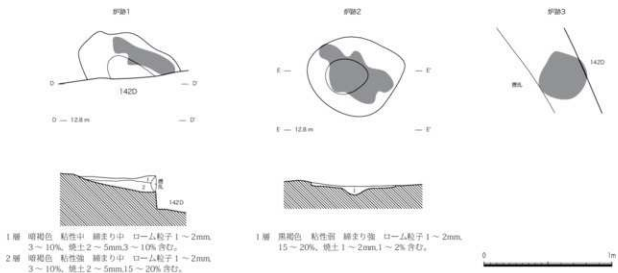 炉跡1
炉跡2
炉跡3
D
D'
142D
D — 12.8 m — D'
E
E'
E — 12.8m — E'
142D
攪乱
1
2
攪乱
142D
1
1層 暗褐色 粘性中 締まり中 ローム粒子1～2mm,
3～10%、焼土2～5mm,3～10%含む。
2層 暗褐色 粘性強 締まり中 ローム粒子1～2mm,
3～10%、焼土2～5mm,15～20%含む。
1層 黒褐色 粘性弱 締まり強 ローム粒子1～2mm,
15～20%、焼土1～2mm,1～2%含む。
0
1m